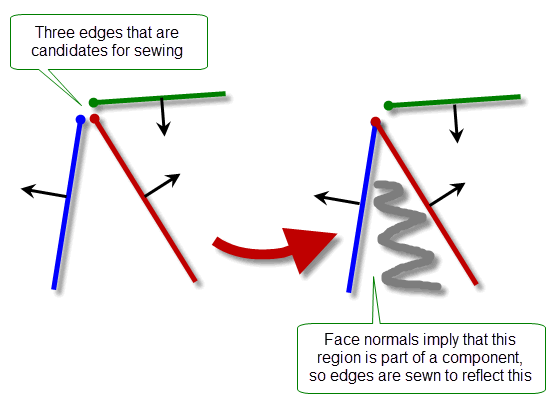 Three edges that are
candidates for sewing
Face normals imply that this
region is part of a component,
so edges are sewn to reflect this